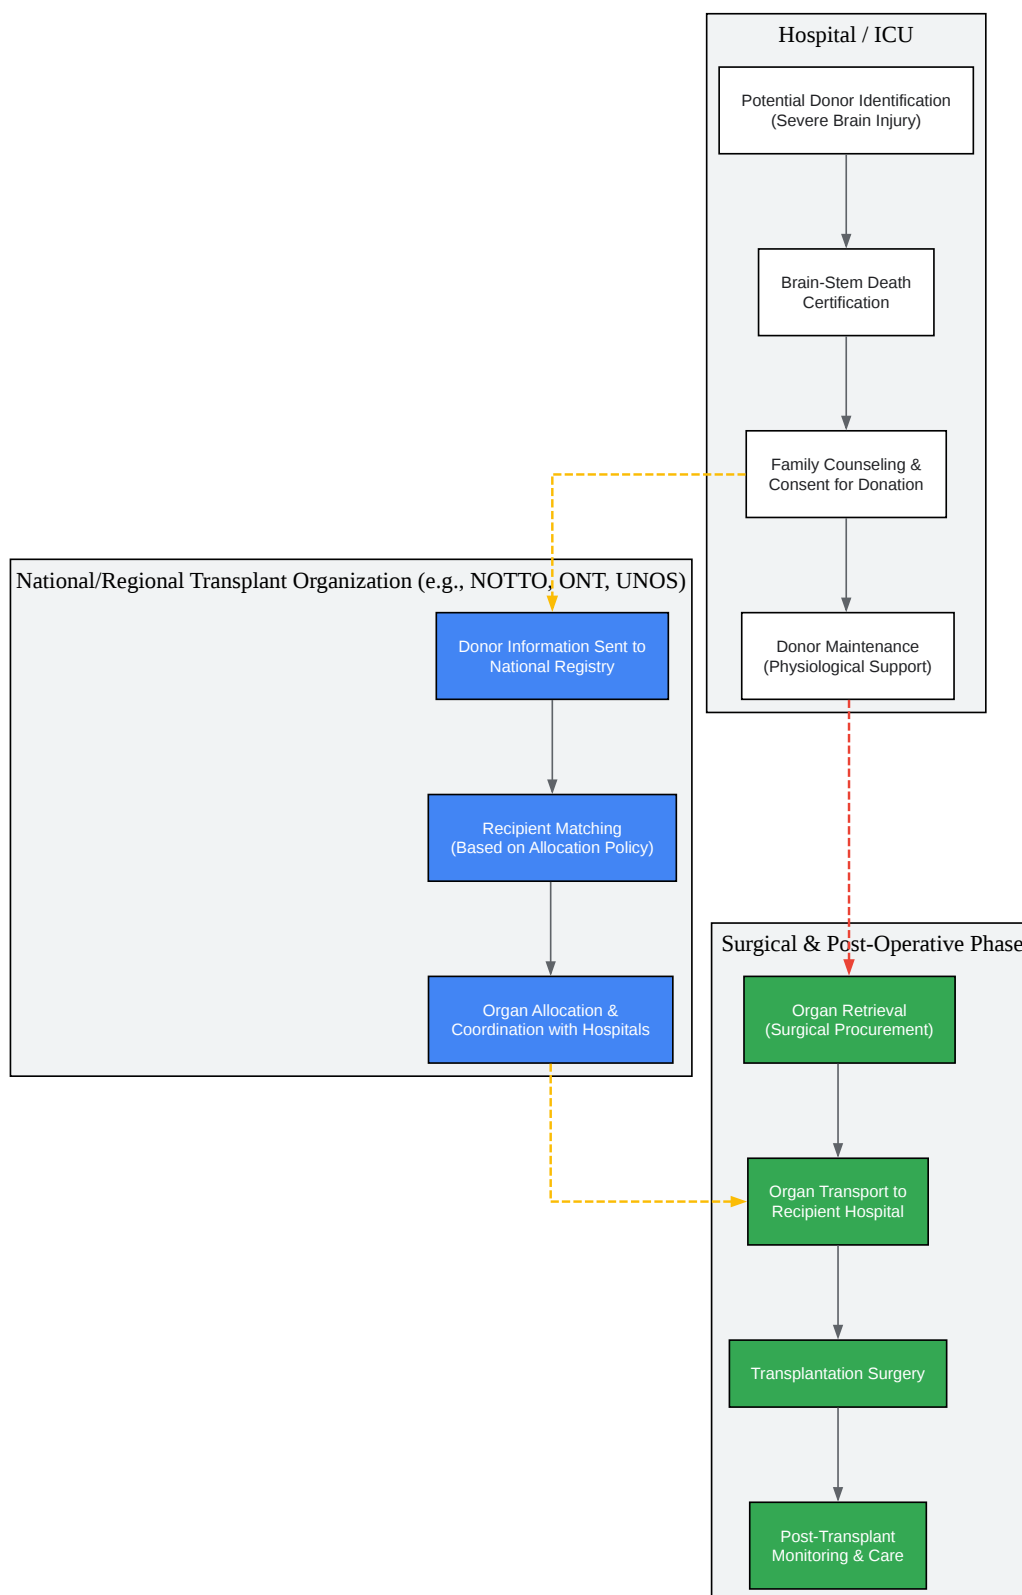 Hospital / ICU
Potential Donor Identification
(Severe Brain Injury)
Brain-Stem Death
Certification
Family Counseling &
Consent for Donation
Donor Maintenance
(Physiological Support)
National/Regional Transplant Organization (e.g., NOTTO, ONT, UNOS)
Donor Information Sent to
National Registry
Recipient Matching
(Based on Allocation Policy)
Organ Allocation &
Coordination with Hospitals
Surgical & Post-Operative Phase
Organ Retrieval
(Surgical Procurement)
Organ Transport to
Recipient Hospital
Transplantation Surgery
Post-Transplant
Monitoring & Care